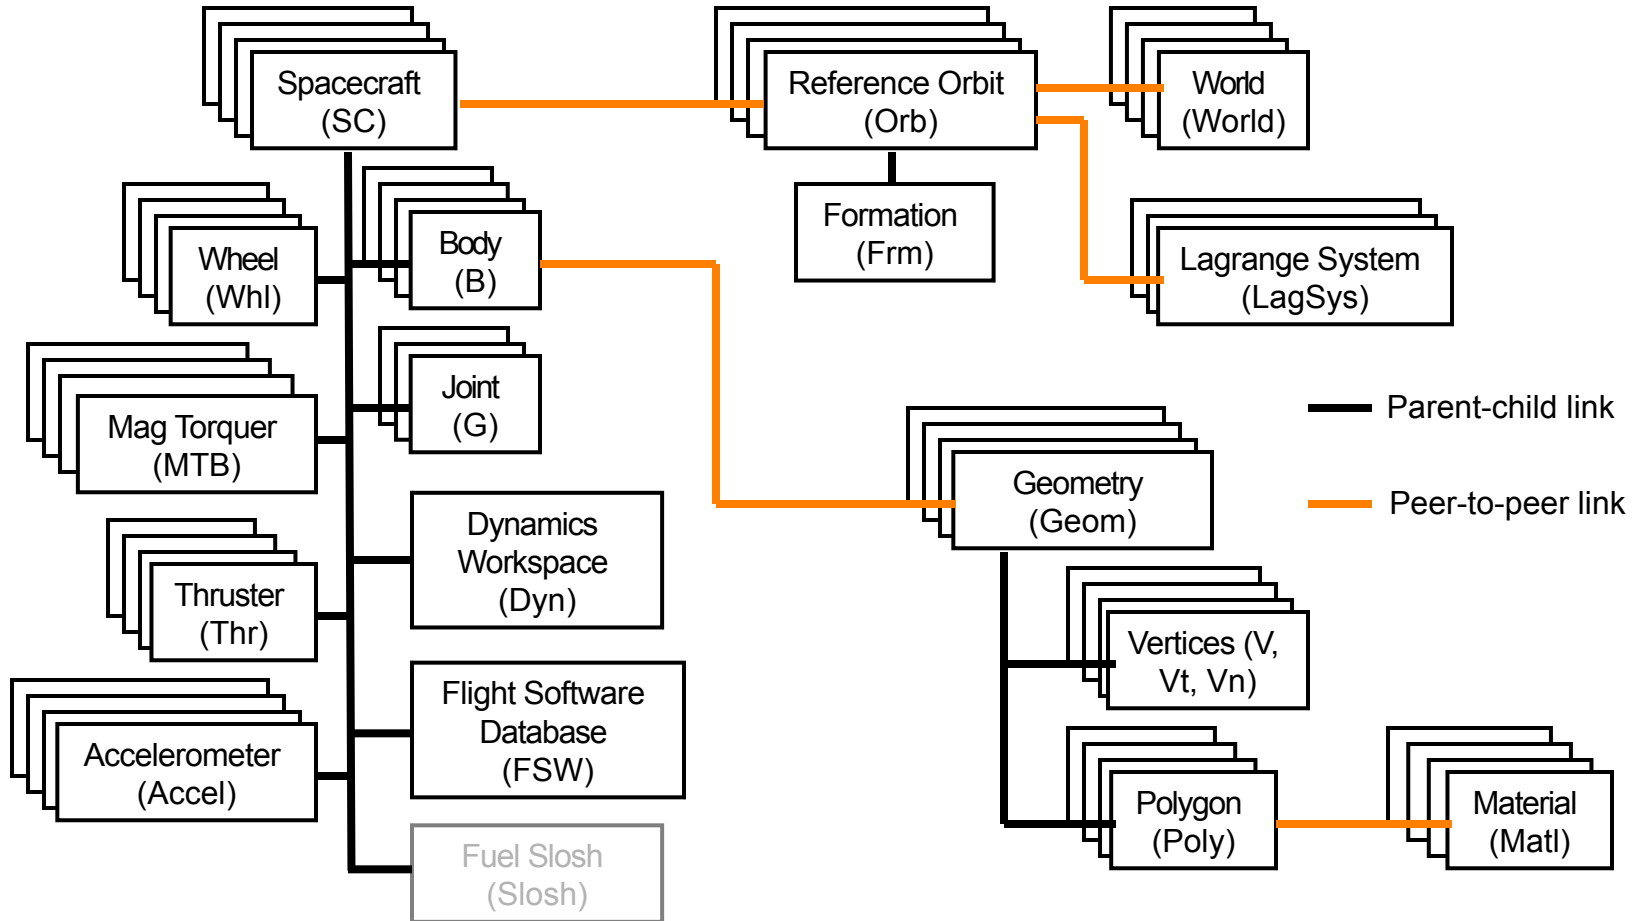 Spacecraft
(SC)
Reference Orbit
(Orb)
World
(World)
Wheel
(Whl)
Body
(B)
Formation
(Frm)
Lagrange System
(LagSys)
Mag Torquer
(MTB)
Joint
(G)
Parent-child link
Geometry
(Geom)
Peer-to-peer link
Dynamics
Workspace
(Dyn)
Thruster
(Thr)
Vertices (V,
Vt, Vn)
Flight Software
Database
(FSW)
Accelerometer
(Accel)
Polygon
(Poly)
Material
(Matl)
Fuel Slosh
(Slosh)